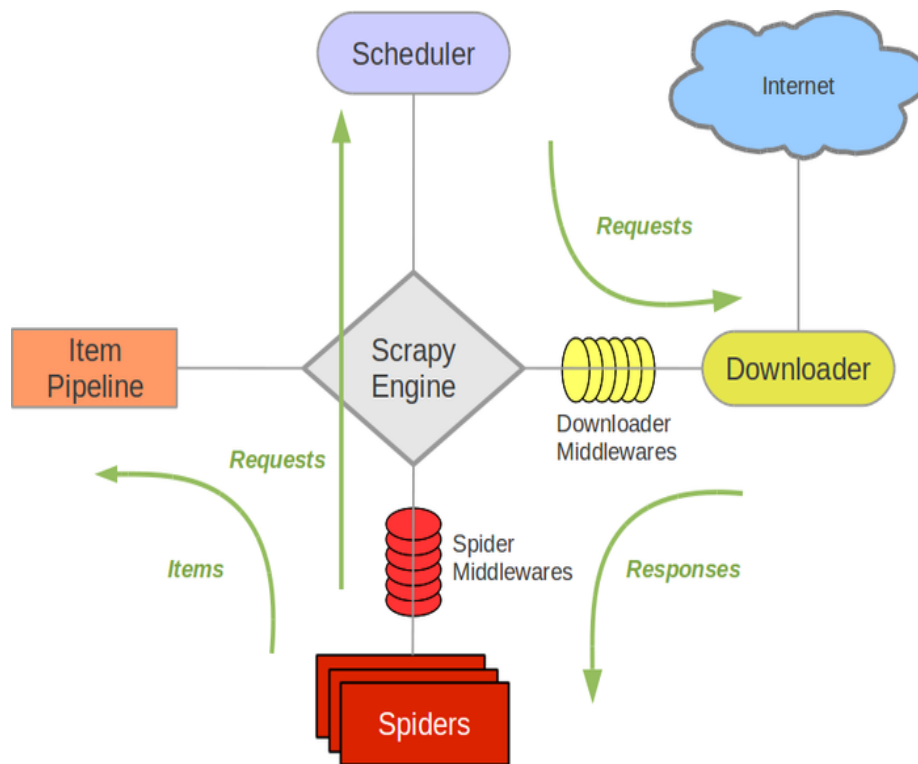 Scheduler
Internet
Requests
Item
Pipeline
Scrapy
Engine
Downloader
Downloader
Middlewares
Requests
Spider
Middlewares
Items
Responses
Spiders